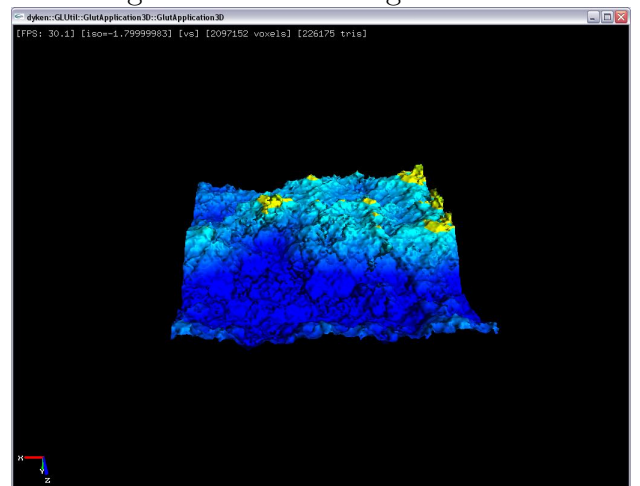 dyken::GLUtil::GlutApplication3D::GlutApplication3D
[FPS: 30.1] [iso=-1.79999983] [vs] [2097152 voxels] [226175 tris]
X
Y
Z